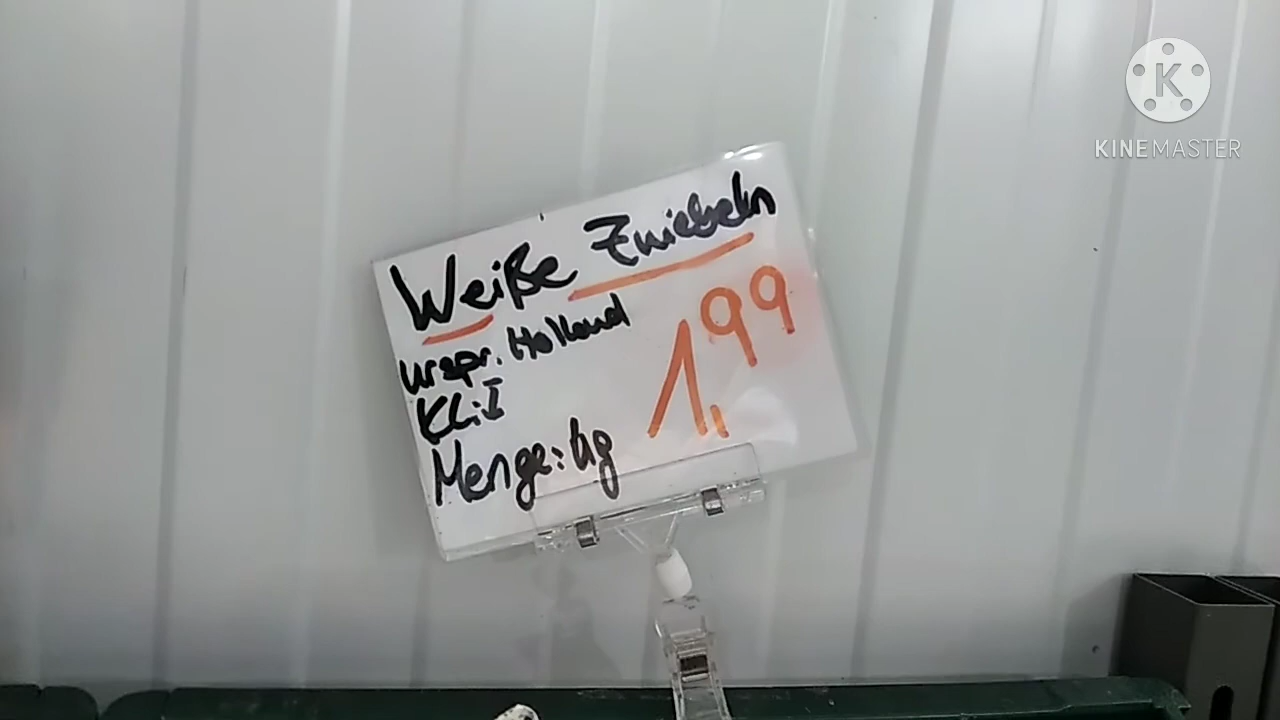 Weiße Zwiebeln
urspr. Holland
Kl: I
Menge: kg
1,99
K
KINEMASTER